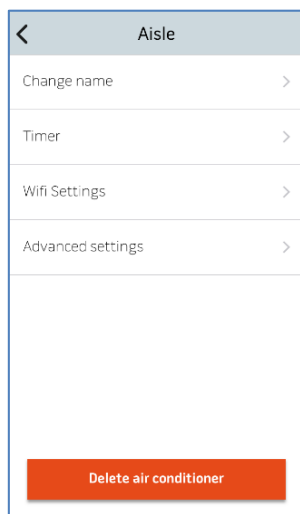 Aisle
Change name
Timer
Wifi Settings
Advanced settings
Delete air conditioner